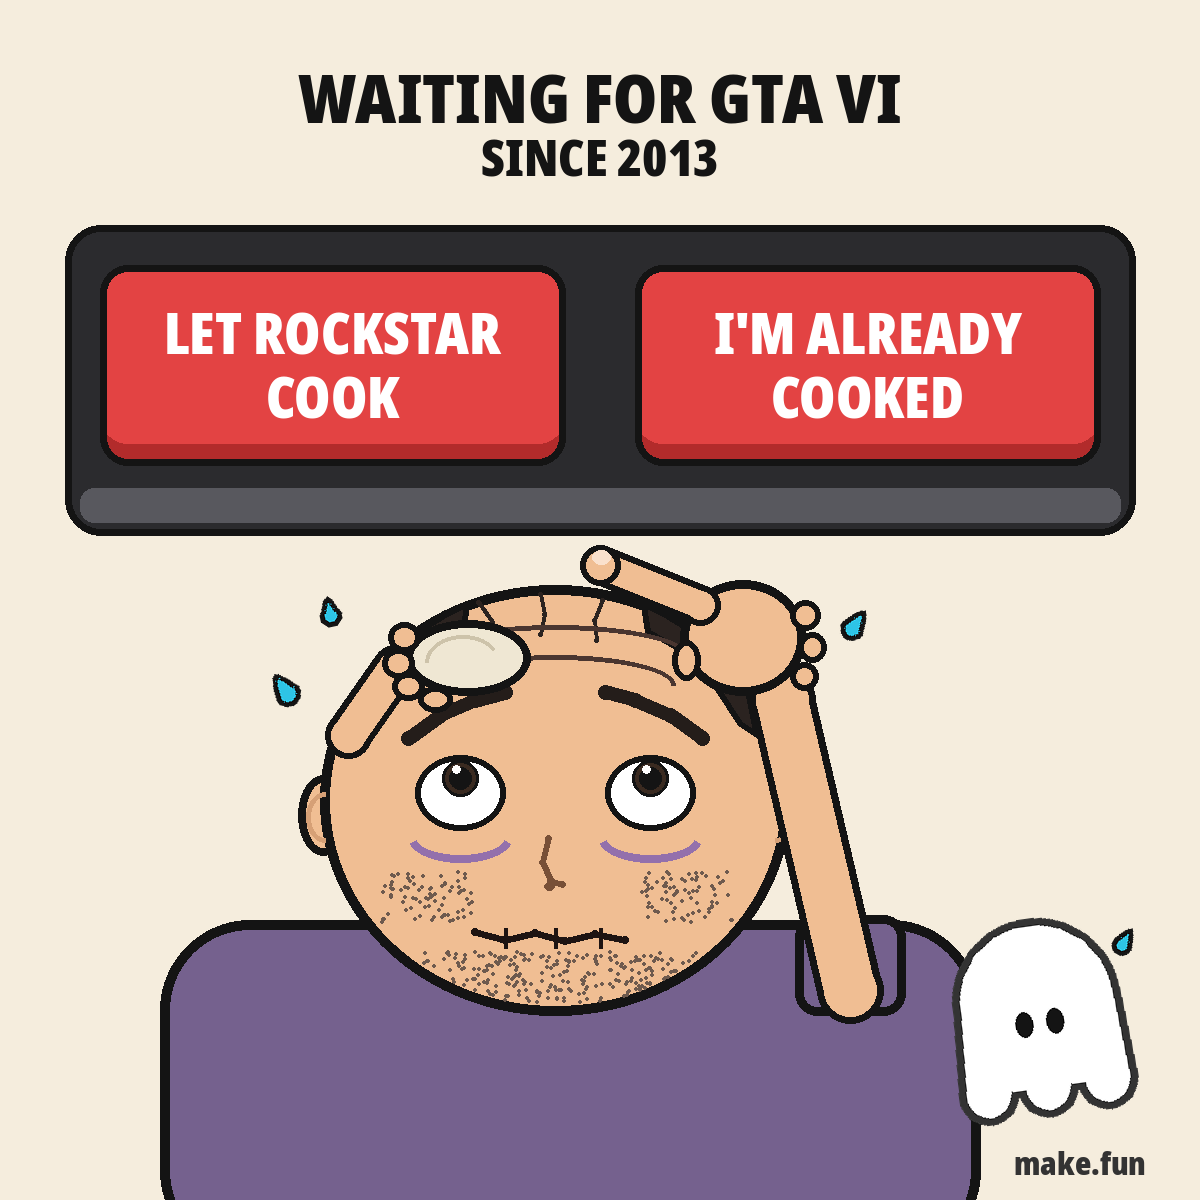 WAITING FOR GTA VI
SINCE 2013
LET ROCKSTAR
COOK
I'M ALREADY
COOKED
make.fun